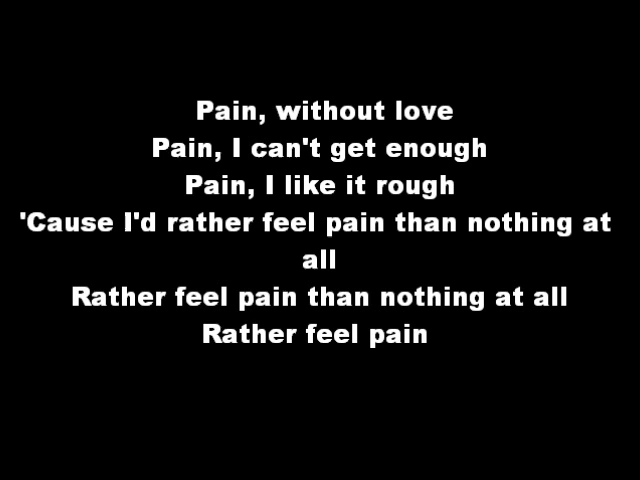 Pain, without love
Pain, I can't get enough
Pain, I like it rough
'Cause I'd rather feel pain than nothing at
all
Rather feel pain than nothing at all
Rather feel pain